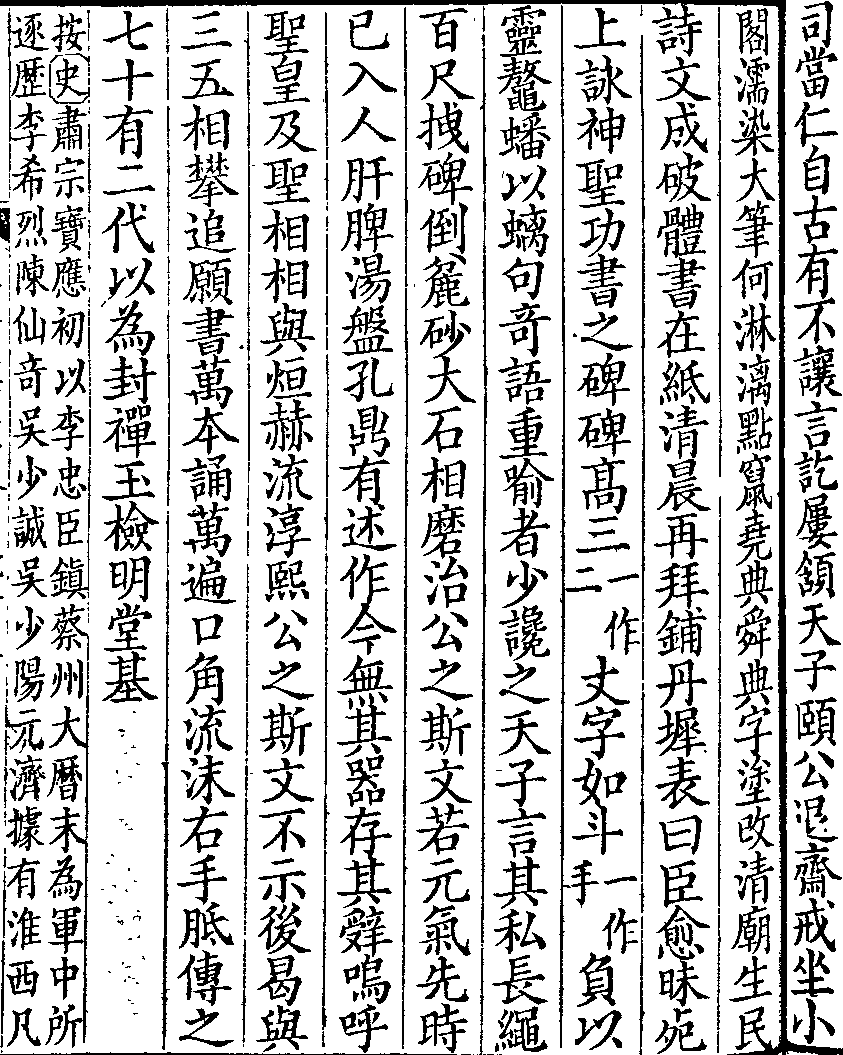 司當仁自古有不讓言訖屢頷天子頤公退齋戒坐小
閣濡染大筆何淋漓點竄堯典舜典字塗改清廟生民
詩文成破體書在紙清晨再拜鋪丹墀表曰臣愈昧死
上詠神聖功書之碑碑高三一作二丈字如斗一作手負以
靈鼇蟠以螭句奇語重喻者少讒之天子言其私長繩
百尺拽碑倒麄砂大石相磨治公之斯文若元氣先時
已入人肝脾湯盤孔鼎有述作今無其器存其辭嗚呼
聖皇及聖相相與烜赫流淳熙公之斯文不示後曷與
三五相攀追願書萬本誦萬遍口角流沫右手胝傳之
七十有二代以為封禪玉檢明堂基
按史肅宗寶應初以李忠臣鎮蔡州大曆末為軍中所
逐歷李希烈陳仙奇吳少誠吳少陽元濟據有淮西凡